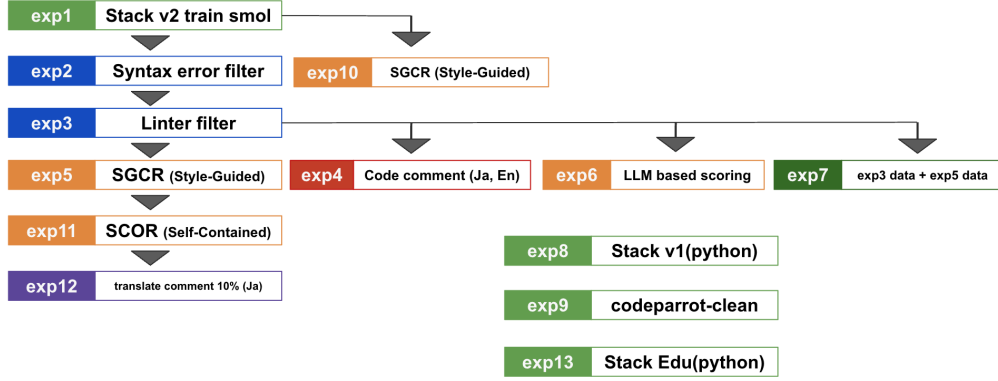 exp1 Stack v2 train smol
exp2 Syntax error filter
exp10 SGCR (Style-Guided)
exp3 Linter filter
exp5 SGCR (Style-Guided)
exp4 Code comment (Ja, En)
exp6 LLM based scoring
exp7 exp3 data + exp5 data
exp11 SCOR (Self-Contained)
exp8 Stack v1(python)
exp12 translate comment 10% (Ja)
exp9 codeparrot-clean
exp13 Stack Edu(python)